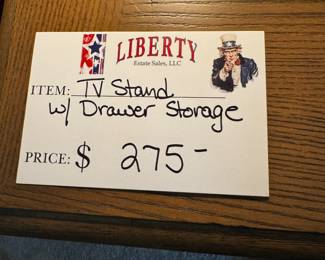 LIBERTY
Estate Sales, LLC
ITEM: TV Stand
w/ Drawer Storage
PRICE: $ 275-